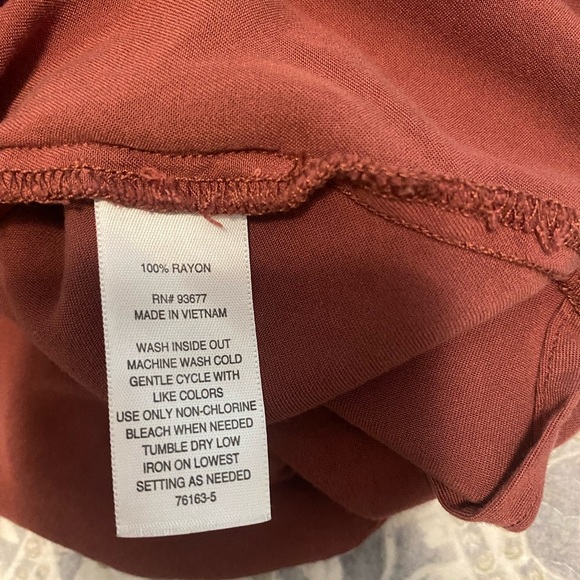 100% RAYON
RN# 93677
MADE IN VIETNAM
WASH INSIDE OUT
MACHINE WASH COLD
GENTLE CYCLE WITH
LIKE COLORS
USE ONLY NON-CHLORINE
BLEACH WHEN NEEDED
TUMBLE DRY LOW
IRON ON LOWEST
SETTING AS NEEDED
76163-5